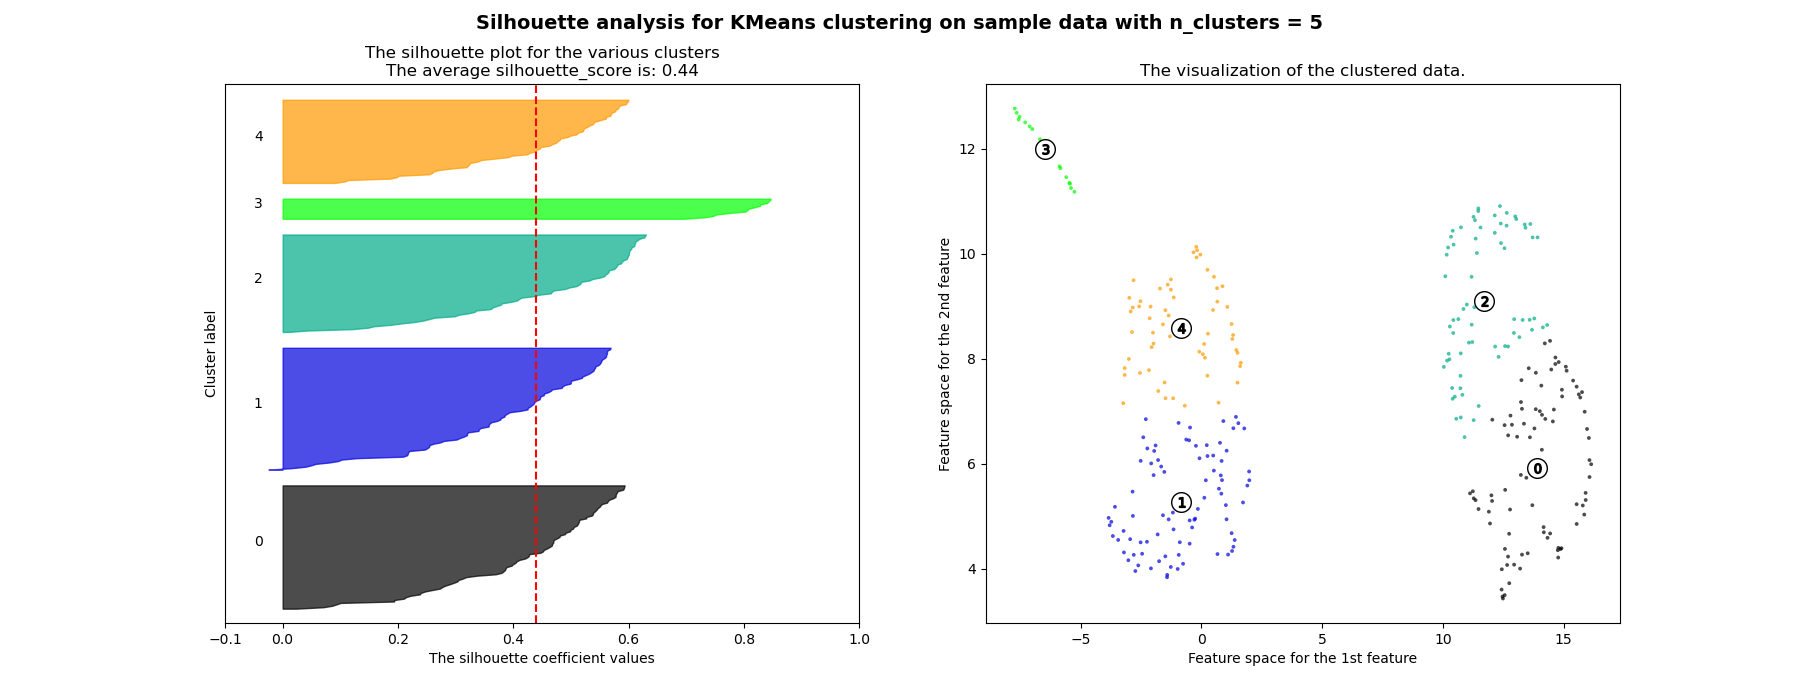 Silhouette analysis for KMeans clustering on sample data with n_clusters = 5
The silhouette plot for the various clusters
The average silhouette_score is: 0.44
4
3
2
1
0
Cluster label
−0.1 0.0 0.2 0.4 0.6 0.8 1.0
The silhouette coefficient values
The visualization of the clustered data.
12
10
8
6
4
Feature space for the 2nd feature
3
2
4
0
1
−5 0 5 10 15
Feature space for the 1st feature